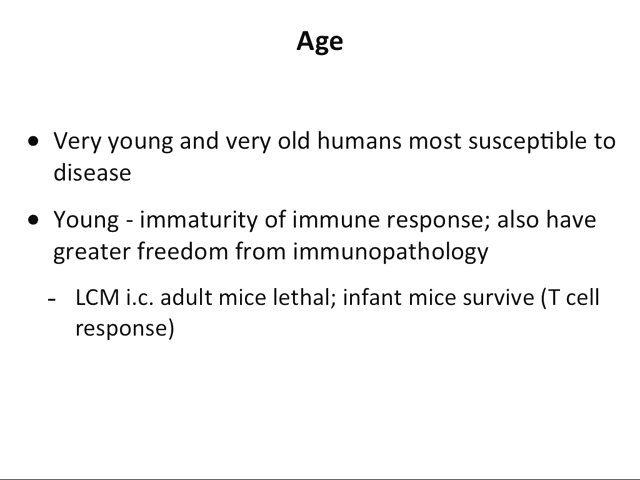 Age
• Very young and very old humans most susceptible to
disease
• Young - immaturity of immune response; also have
greater freedom from immunopathology
- LCM i.c. adult mice lethal; infant mice survive (T cell
response)